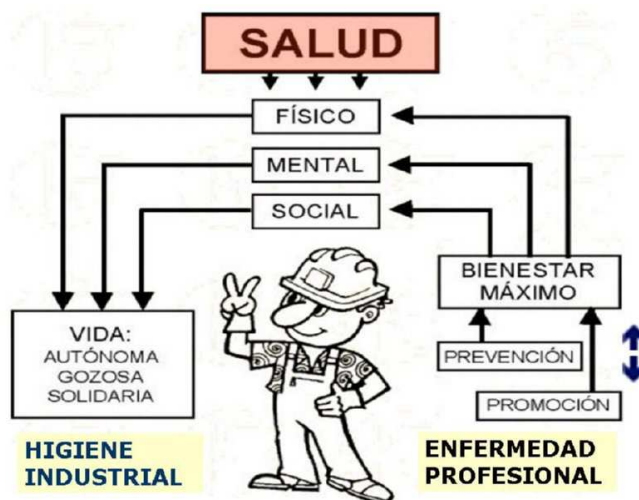 SALUD
FÍSICO
MENTAL
SOCIAL
BIENESTAR
MÁXIMO
VIDA:
AUTÓNOMA
GOZOSA
SOLIDARIA
PREVENCIÓN
PROMOCIÓN
HIGIENE
INDUSTRIAL
ENFERMEDAD
PROFESIONAL